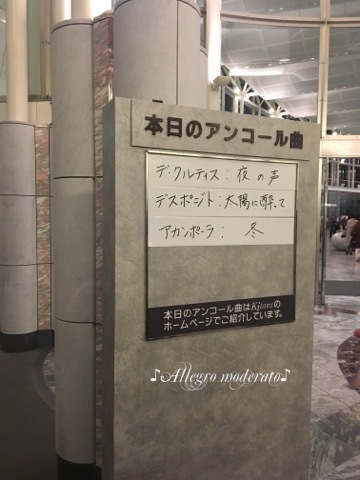 本日のアンコール曲
デ・クルティス: 夜の声
デスポジト: 太陽に酔って
アカンポーラ: 冬
本日のアンコール曲はKitaraの
ホームページでご紹介しています。
♪Allegro moderato♪